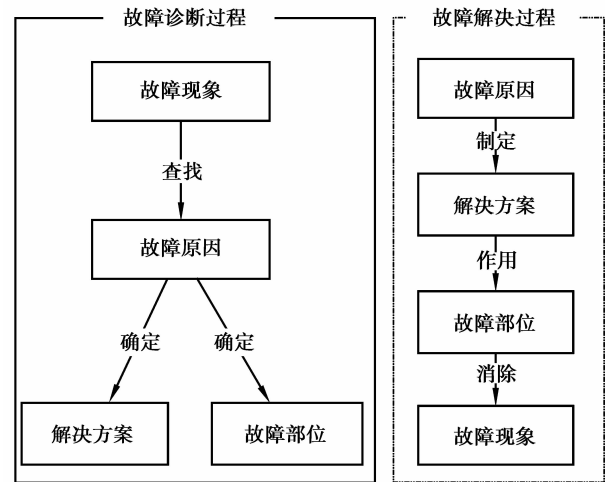 故障诊断过程
故障现象
查找
故障原因
确定
确定
解决方案
故障部位
故障解决过程
故障原因
制定
解决方案
作用
故障部位
消除
故障现象